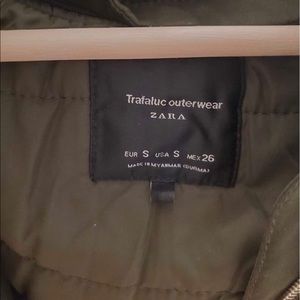 Trafaluc outerwear
ZARA
EUR S USA S MEX 26
MADE IN MYANMAR (BURMA)